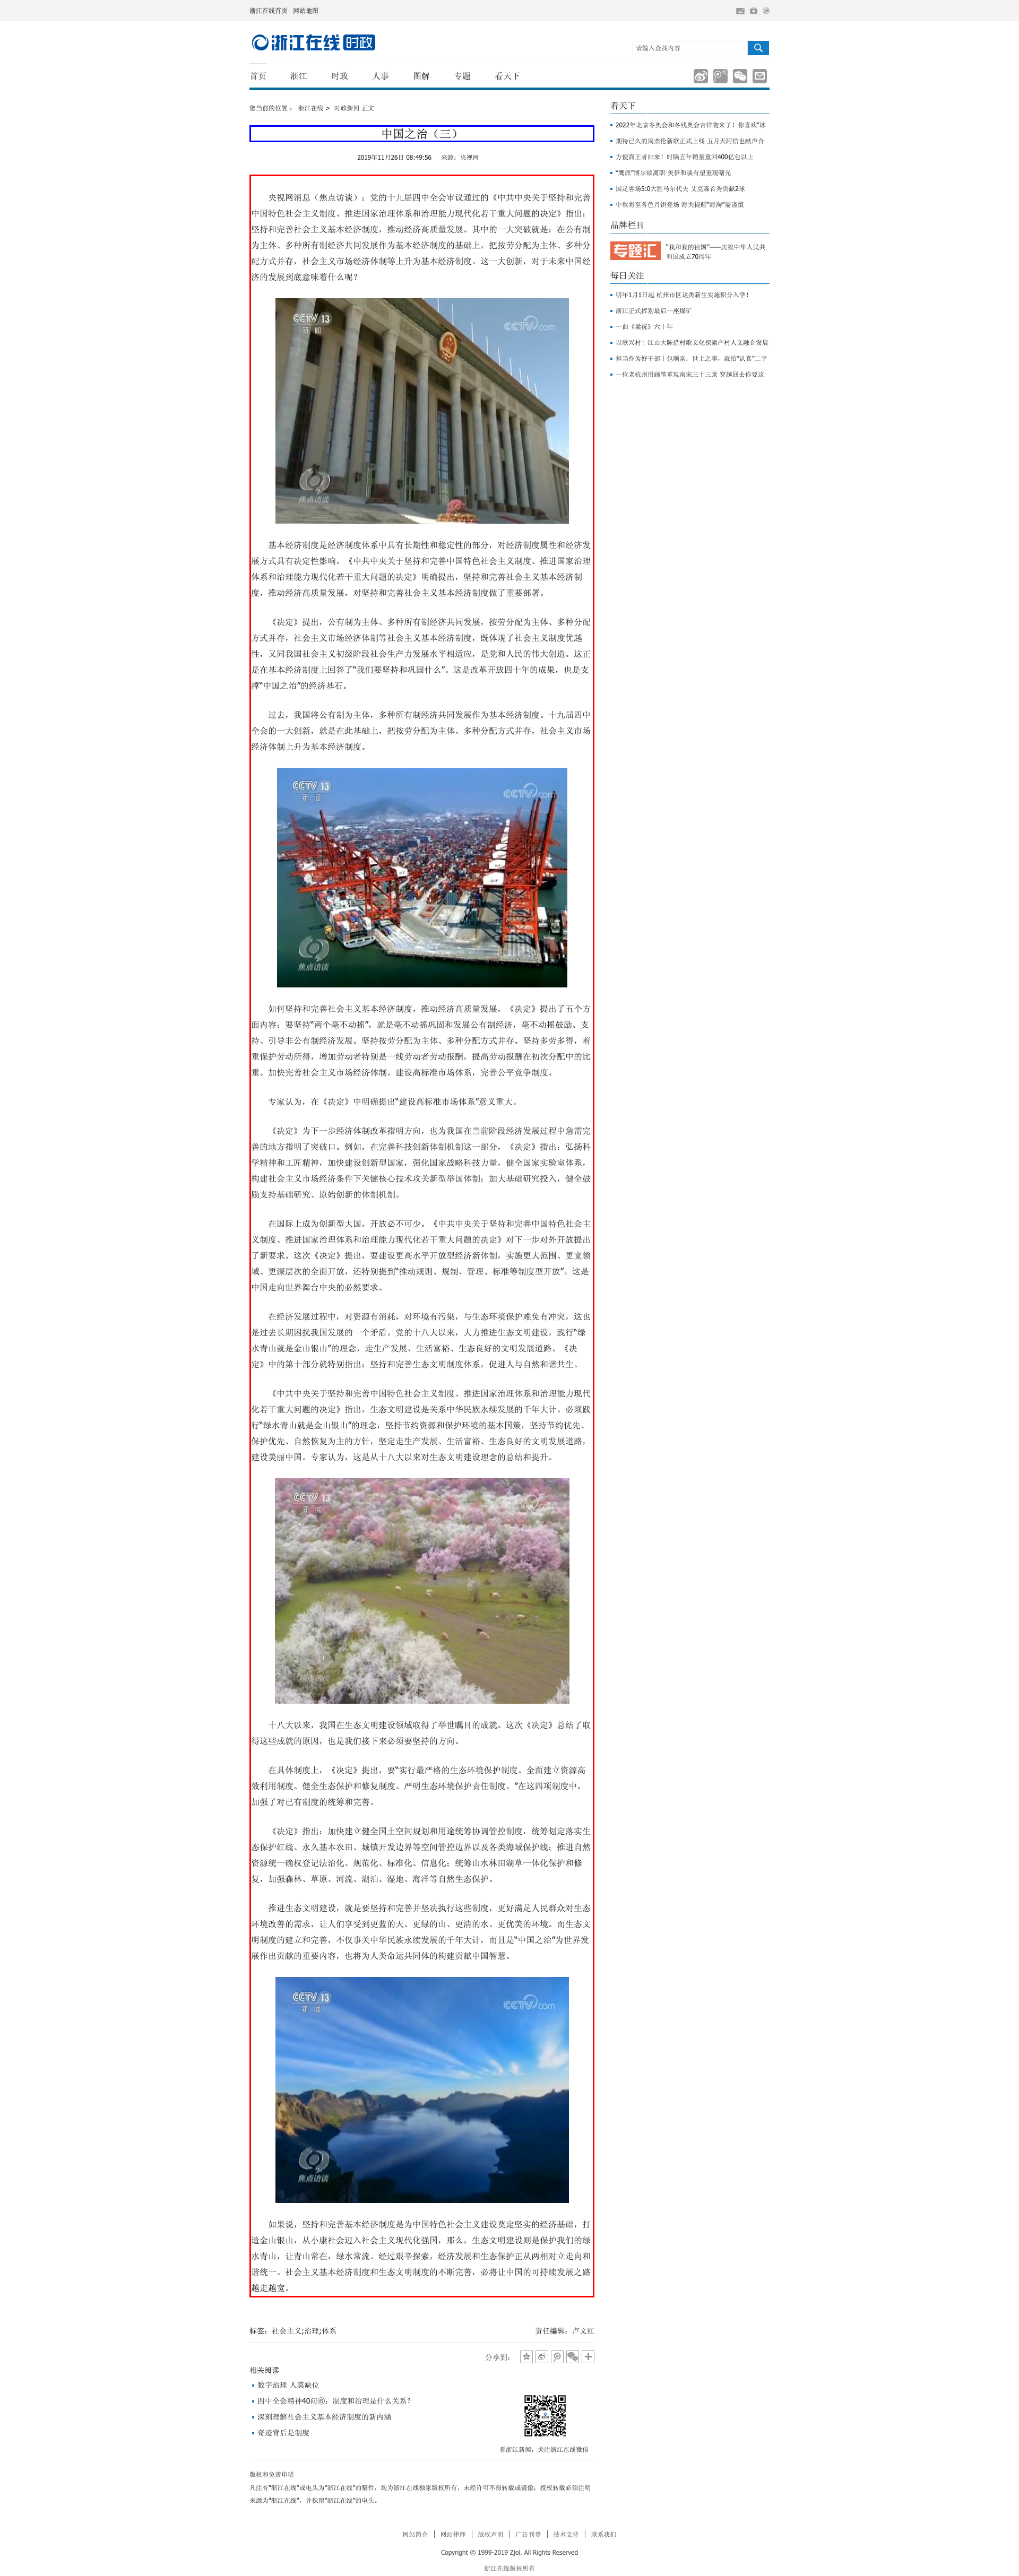 浙江在线首页 网站地图
浙江在线 时政
请输入查找内容
首页 浙江 时政 人事 图解 专题 看天下
您当前的位置 ： 浙江在线 > 时政新闻 正文
中国之治（三）
2019年11月26日 08:49:56 来源：央视网
央视网消息（焦点访谈）：党的十九届四中全会审议通过的《中共中央关于坚持和完善
中国特色社会主义制度、推进国家治理体系和治理能力现代化若干重大问题的决定》指出：
坚持和完善社会主义基本经济制度，推动经济高质量发展。其中的一大突破就是：在公有制
为主体、多种所有制经济共同发展作为基本经济制度的基础上，把按劳分配为主体、多种分
配方式并存，社会主义市场经济体制等上升为基本经济制度。这一大创新，对于未来中国经
济的发展到底意味着什么呢？
CCTV 13
新闻
CCTV.com
焦点访谈
基本经济制度是经济制度体系中具有长期性和稳定性的部分，对经济制度属性和经济发
展方式具有决定性影响。《中共中央关于坚持和完善中国特色社会主义制度、推进国家治理
体系和治理能力现代化若干重大问题的决定》明确提出，坚持和完善社会主义基本经济制
度，推动经济高质量发展，对坚持和完善社会主义基本经济制度做了重要部署。
《决定》提出，公有制为主体、多种所有制经济共同发展，按劳分配为主体、多种分配
方式并存，社会主义市场经济体制等社会主义基本经济制度，既体现了社会主义制度优越
性，又同我国社会主义初级阶段社会生产力发展水平相适应，是党和人民的伟大创造。这正
是在基本经济制度上回答了“我们要坚持和巩固什么”。这是改革开放四十年的成果，也是支
撑“中国之治”的经济基石。
过去，我国将公有制为主体，多种所有制经济共同发展作为基本经济制度。十九届四中
全会的一大创新，就是在此基础上，把按劳分配为主体、多种分配方式并存，社会主义市场
经济体制上升为基本经济制度。
CCTV 13
新闻
CCTV.com
焦点访谈
如何坚持和完善社会主义基本经济制度，推动经济高质量发展，《决定》提出了五个方
面内容：要坚持“两个毫不动摇”，就是毫不动摇巩固和发展公有制经济，毫不动摇鼓励、支
持、引导非公有制经济发展。坚持按劳分配为主体、多种分配方式并存。坚持多劳多得，着
重保护劳动所得，增加劳动者特别是一线劳动者劳动报酬，提高劳动报酬在初次分配中的比
重。加快完善社会主义市场经济体制。建设高标准市场体系，完善公平竞争制度。
专家认为，在《决定》中明确提出“建设高标准市场体系”意义重大。
《决定》为下一步经济体制改革指明方向，也为我国在当前阶段经济发展过程中急需完
善的地方指明了突破口。例如，在完善科技创新体制机制这一部分，《决定》指出：弘扬科
学精神和工匠精神，加快建设创新型国家，强化国家战略科技力量，健全国家实验室体系，
构建社会主义市场经济条件下关键核心技术攻关新型举国体制；加大基础研究投入，健全鼓
励支持基础研究、原始创新的体制机制。
在国际上成为创新型大国，开放必不可少。《中共中央关于坚持和完善中国特色社会主
义制度、推进国家治理体系和治理能力现代化若干重大问题的决定》对下一步对外开放提出
了新要求。这次《决定》提出，要建设更高水平开放型经济新体制，实施更大范围、更宽领
域、更深层次的全面开放，还特别提到“推动规则、规制、管理、标准等制度型开放”。这是
中国走向世界舞台中央的必然要求。
在经济发展过程中，对资源有消耗，对环境有污染，与生态环境保护难免有冲突，这也
是过去长期困扰我国发展的一个矛盾。党的十八大以来，大力推进生态文明建设，践行“绿
水青山就是金山银山”的理念，走生产发展、生活富裕、生态良好的文明发展道路。《决
定》中的第十部分就特别指出：坚持和完善生态文明制度体系，促进人与自然和谐共生。
《中共中央关于坚持和完善中国特色社会主义制度、推进国家治理体系和治理能力现代
化若干重大问题的决定》指出，生态文明建设是关系中华民族永续发展的千年大计。必须践
行“绿水青山就是金山银山”的理念，坚持节约资源和保护环境的基本国策，坚持节约优先、
保护优先、自然恢复为主的方针，坚定走生产发展、生活富裕、生态良好的文明发展道路，
建设美丽中国。专家认为，这是从十八大以来对生态文明建设理念的总结和提升。
CCTV 13
新闻
CCTV.com
焦点访谈
十八大以来，我国在生态文明建设领域取得了举世瞩目的成就。这次《决定》总结了取
得这些成就的原因，也是我们接下来必须要坚持的方向。
在具体制度上，《决定》提出，要“实行最严格的生态环境保护制度。全面建立资源高
效利用制度。健全生态保护和修复制度。严明生态环境保护责任制度。”在这四项制度中，
加强了对已有制度的统筹和完善。
《决定》指出：加快建立健全国土空间规划和用途统筹协调管控制度，统筹划定落实生
态保护红线、永久基本农田、城镇开发边界等空间管控边界以及各类海域保护线；推进自然
资源统一确权登记法治化、规范化、标准化、信息化；统筹山水林田湖草一体化保护和修
复，加强森林、草原、河流、湖泊、湿地、海洋等自然生态保护。
推进生态文明建设，就是要坚持和完善并坚决执行这些制度，更好满足人民群众对生态
环境改善的需求，让人们享受到更蓝的天、更绿的山、更清的水、更优美的环境。而生态文
明制度的建立和完善，不仅事关中华民族永续发展的千年大计，而且是“中国之治”为世界发
展作出贡献的重要内容，也将为人类命运共同体的构建贡献中国智慧。
CCTV 13
新闻
CCTV.com
焦点访谈
如果说，坚持和完善基本经济制度是为中国特色社会主义建设奠定坚实的经济基础，打
造金山银山，从小康社会迈入社会主义现代化强国，那么，生态文明建设则是保护我们的绿
水青山，让青山常在，绿水常流。经过艰辛探索，经济发展和生态保护正从两相对立走向和
谐统一。社会主义基本经济制度和生态文明制度的不断完善，必将让中国的可持续发展之路
越走越宽。
标签：社会主义;治理;体系 责任编辑：卢文红
分享到：
相关阅读
数字治理 人莫缺位
四中全会精神40问⑥：制度和治理是什么关系？
深刻理解社会主义基本经济制度的新内涵
奇迹背后是制度
看浙江新闻，关注浙江在线微信
版权和免责申明
凡注有"浙江在线"或电头为"浙江在线"的稿件，均为浙江在线独家版权所有，未经许可不得转载或镜像；授权转载必须注明
来源为"浙江在线"，并保留"浙江在线"的电头。
看天下
2022年北京冬奥会和冬残奥会吉祥物来了！你喜欢“冰
期待已久的周杰伦新歌正式上线 五月天阿信也献声合
方便面王者归来！时隔五年销量重回400亿包以上
“鹰派”博尔顿离职 美伊和谈有望重现曙光
国足客场5:0大胜马尔代夫 艾克森首秀贡献2球
中秋将至各色月饼登场 海关提醒“海淘”需谨慎
品牌栏目
专题汇
“我和我的祖国”——庆祝中华人民共
和国成立70周年
每日关注
明年1月1日起 杭州市区这类新生实施积分入学！
浙江正式挥别最后一座煤矿
一曲《梁祝》六十年
以歌兴村！江山大陈借村歌文化探索产村人文融合发展
担当作为好干部丨包顺富：世上之事，就怕“认真”二字
一位老杭州用画笔重现南宋三十三景 穿越回去你要这
网站简介 | 网站律师 | 版权声明 | 广告刊登 | 技术支持 | 联系我们
Copyright © 1999-2019 Zjol. All Rights Reserved
浙江在线版权所有